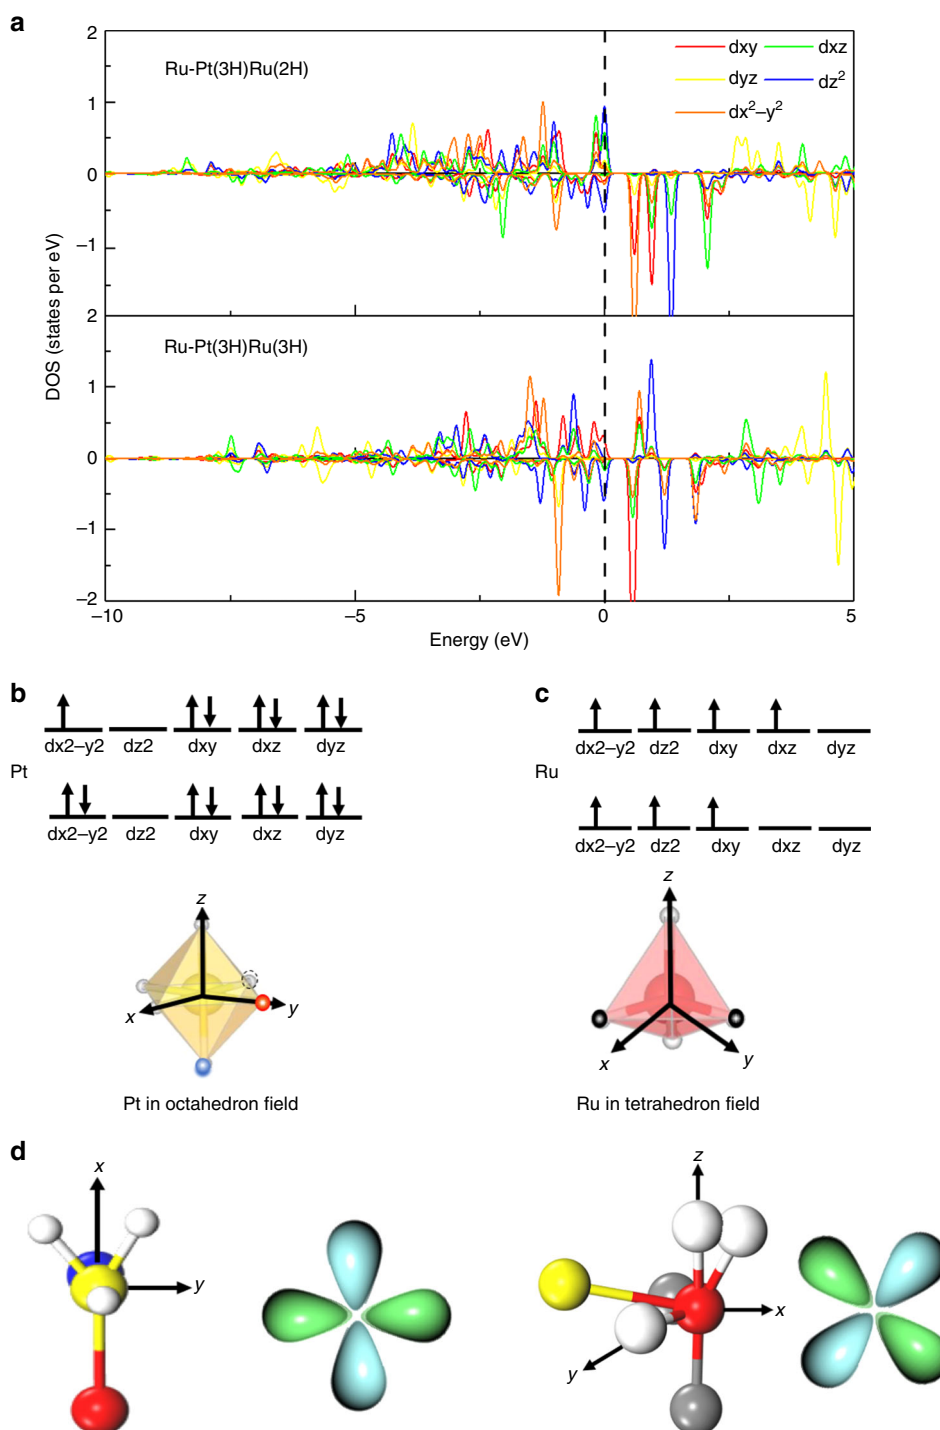 a
Ru-Pt(3H)Ru(2H)
dxy
dxz
dyz
dz²
dx²–y²
2
1
0
–1
2
1
0
–1
–2
DOS (states per eV)
Ru-Pt(3H)Ru(3H)
–10
–5
0
5
Energy (eV)
b
dx2–y2 dz2 dxy dxz dyz
Pt
dx2–y2 dz2 dxy dxz dyz
z
x
y
Pt in octahedron field
c
dx2–y2 dz2 dxy dxz dyz
Ru
dx2–y2 dz2 dxy dxz dyz
z
x
y
Ru in tetrahedron field
d
x
y
z
x
y